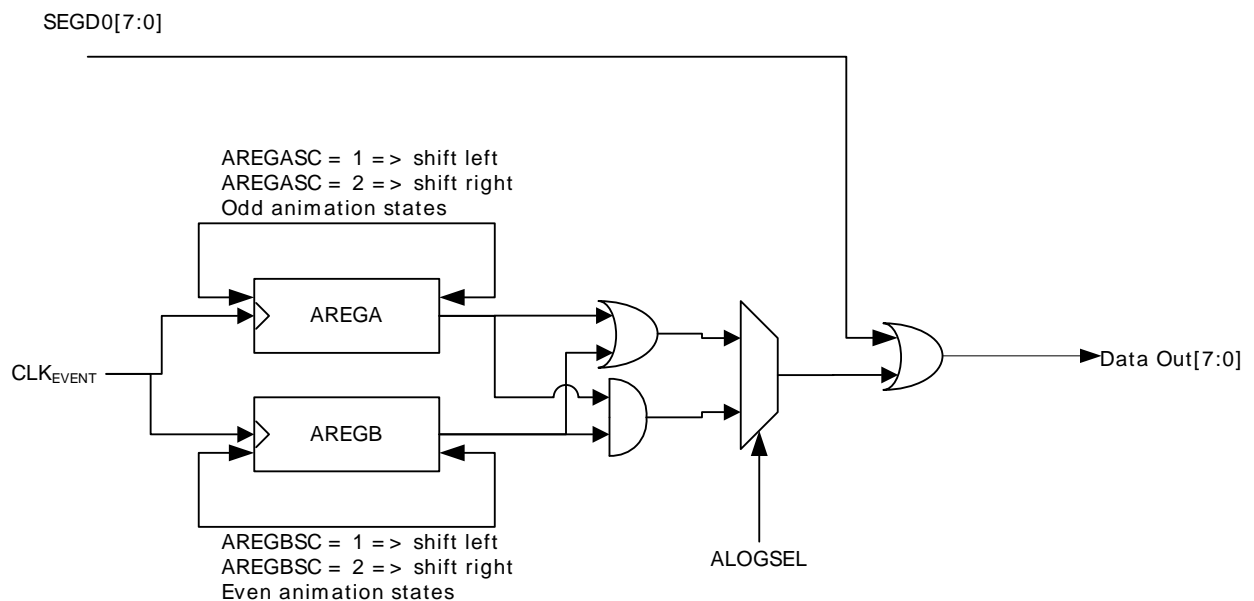 SEGD0[7:0]
AREGASC = 1 => shift left
AREGASC = 2 => shift right
Odd animation states
AREGA
CLKEVENT
AREGB
Data Out[7:0]
AREGBSC = 1 => shift left
AREGBSC = 2 => shift right
Even animation states
ALOGSEL